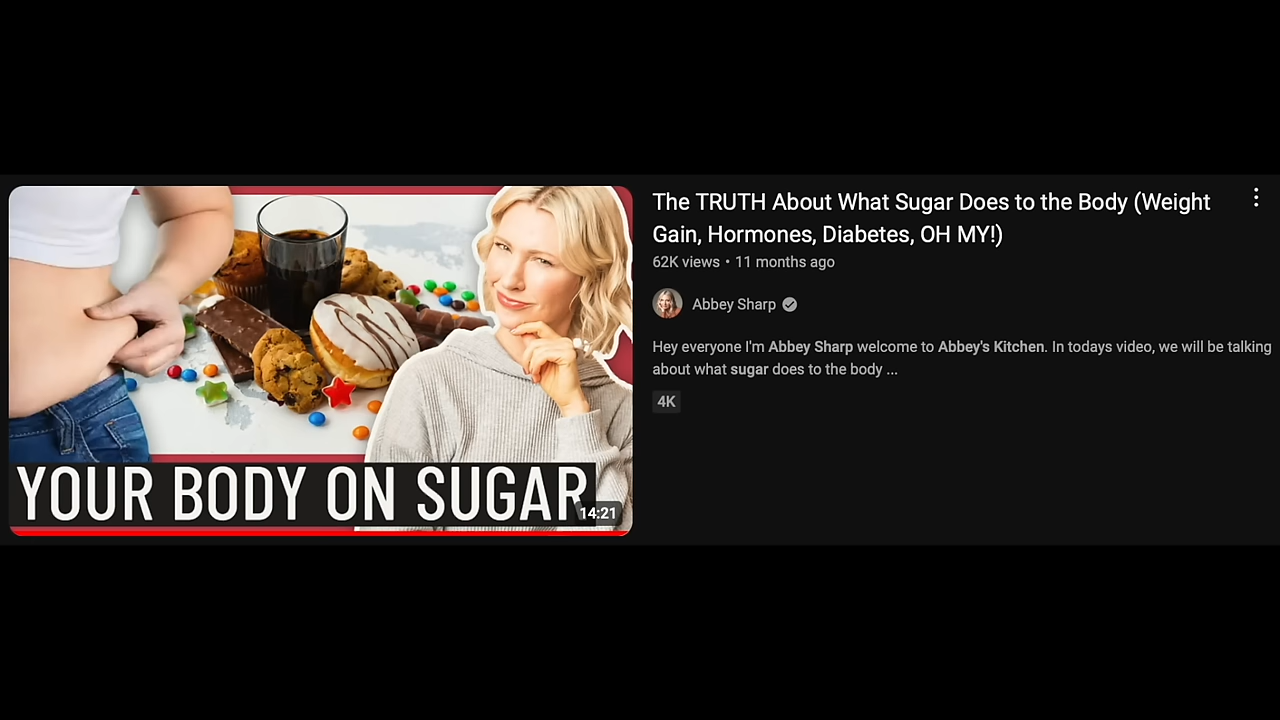 YOUR BODY ON SUGAR
14:21
The TRUTH About What Sugar Does to the Body (Weight
Gain, Hormones, Diabetes, OH MY!)
62K views • 11 months ago
Abbey Sharp
Hey everyone I'm Abbey Sharp welcome to Abbey's Kitchen. In todays video, we will be talking
about what sugar does to the body ...
4K